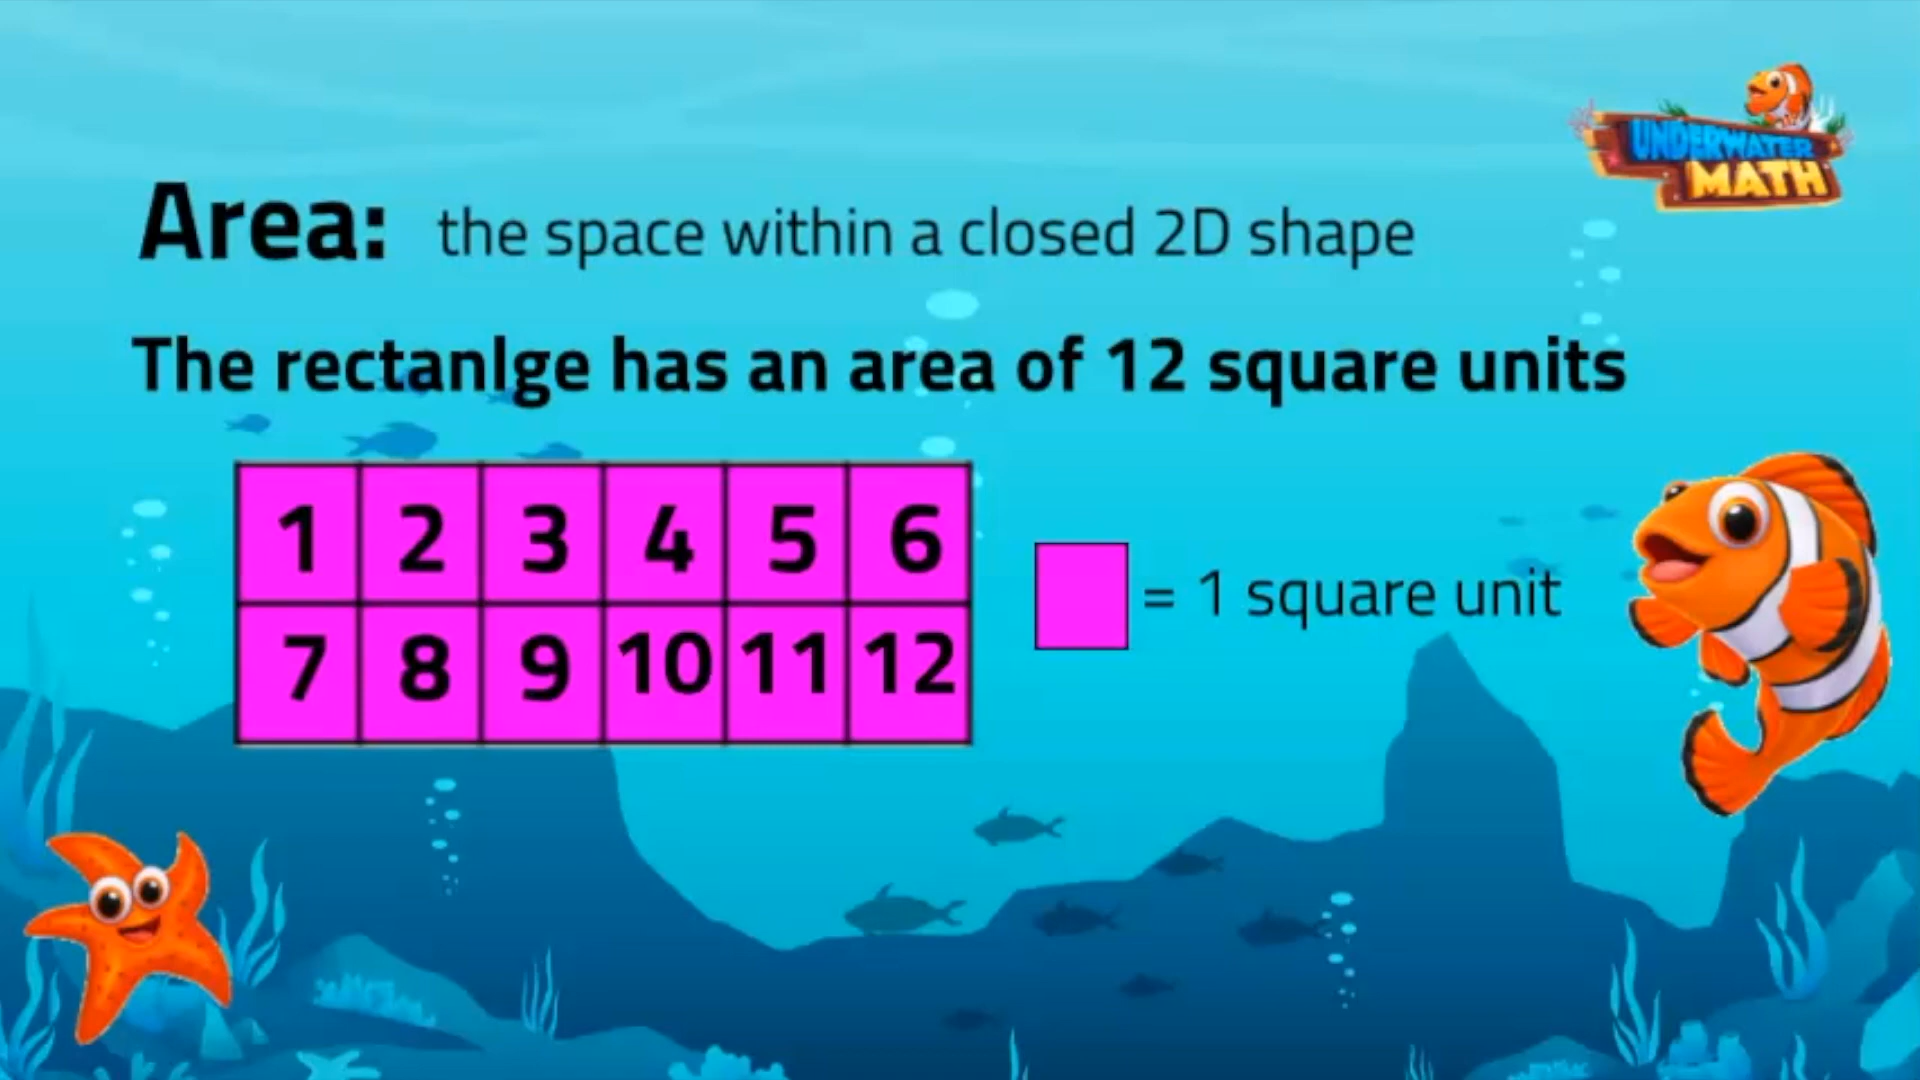 UNDERWATER
MATH
Area: the space within a closed 2D shape
The rectanlge has an area of 12 square units
1 2 3 4 5 6
7 8 9 10 11 12
= 1 square unit